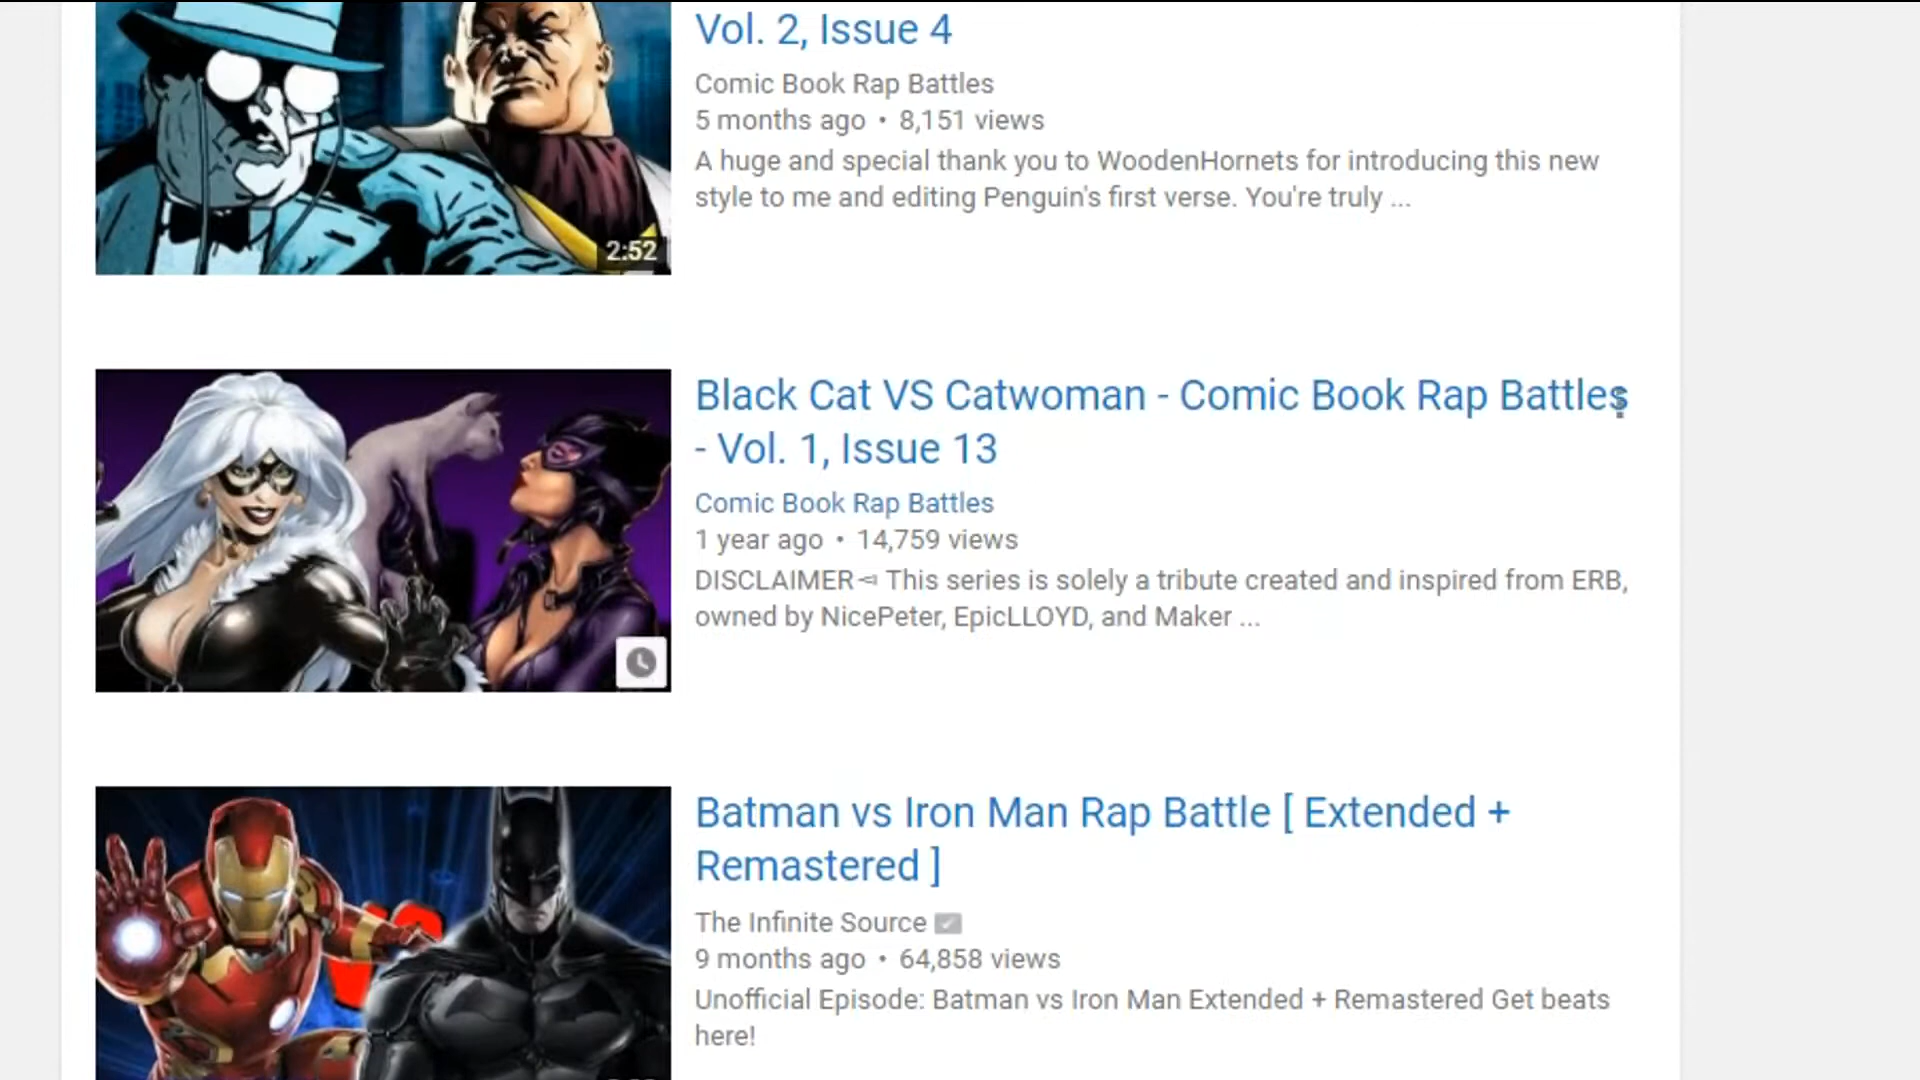 Vol. 2, Issue 4
Comic Book Rap Battles
5 months ago • 8,151 views
A huge and special thank you to WoodenHornets for introducing this new
style to me and editing Penguin's first verse. You're truly ...
2:52
Black Cat VS Catwoman - Comic Book Rap Battles
- Vol. 1, Issue 13
Comic Book Rap Battles
1 year ago • 14,759 views
DISCLAIMER⊲ This series is solely a tribute created and inspired from ERB,
owned by NicePeter, EpicLLOYD, and Maker ...
Batman vs Iron Man Rap Battle [ Extended +
Remastered ]
The Infinite Source
9 months ago • 64,858 views
Unofficial Episode: Batman vs Iron Man Extended + Remastered Get beats
here!